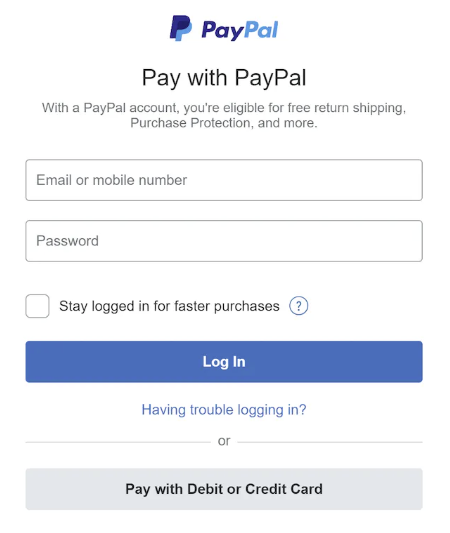 PayPal
Pay with PayPal
With a PayPal account, you're eligible for free return shipping,
Purchase Protection, and more.
Email or mobile number
Password
Stay logged in for faster purchases ?
Log In
Having trouble logging in?
or
Pay with Debit or Credit Card